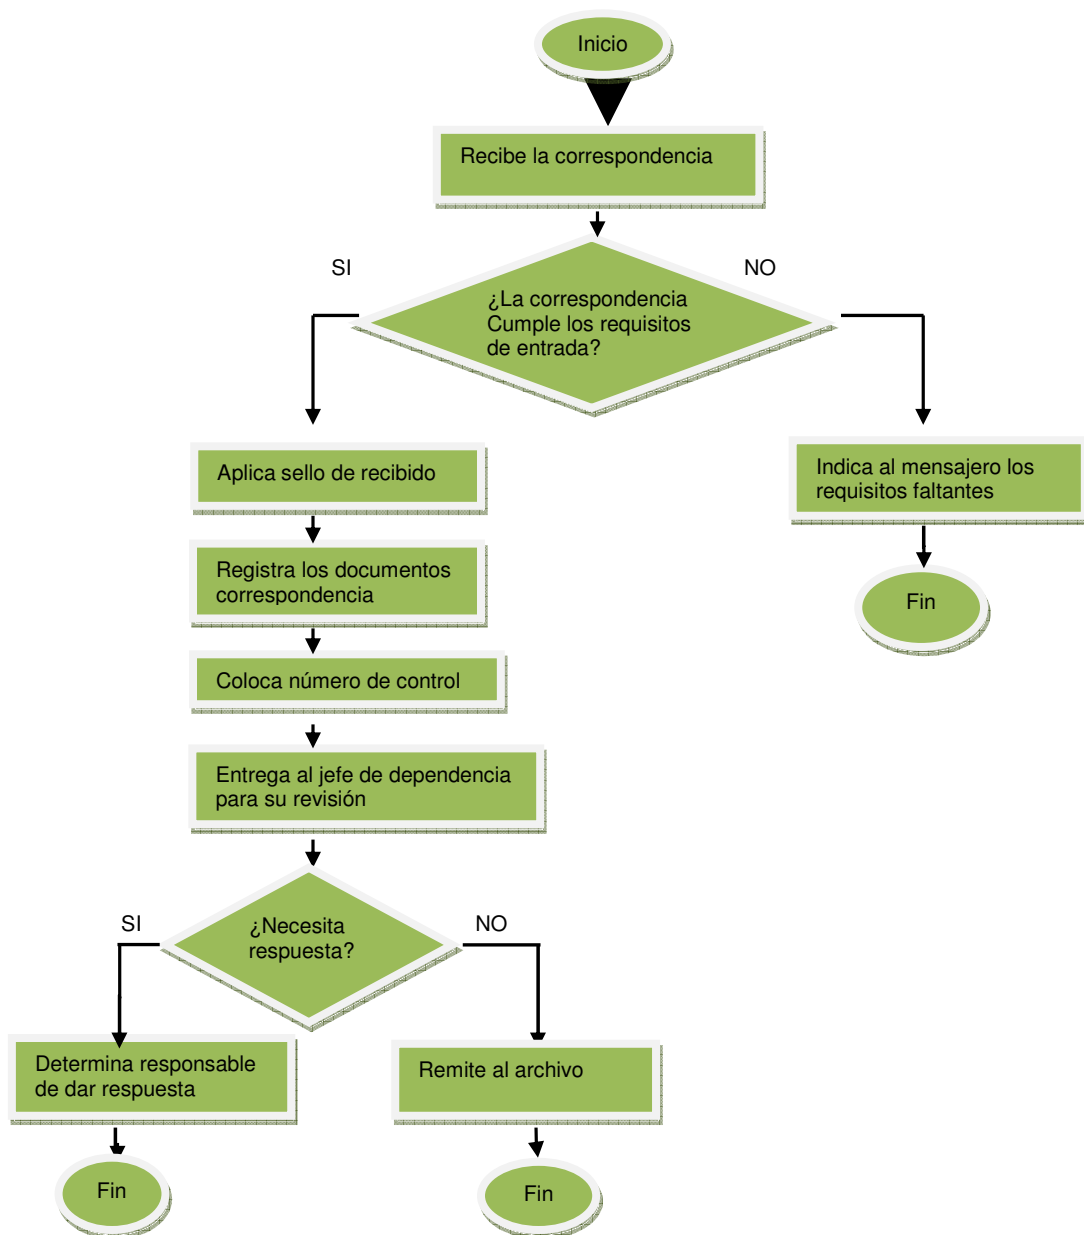 Inicio
Recibe la correspondencia
SI
NO
¿La correspondencia
Cumple los requisitos
de entrada?
Aplica sello de recibido
Indica al mensajero los
requisitos faltantes
Registra los documentos
correspondencia
Fin
Coloca número de control
Entrega al jefe de dependencia
para su revisión
SI
NO
¿Necesita
respuesta?
Determina responsable
de dar respuesta
Remite al archivo
Fin
Fin